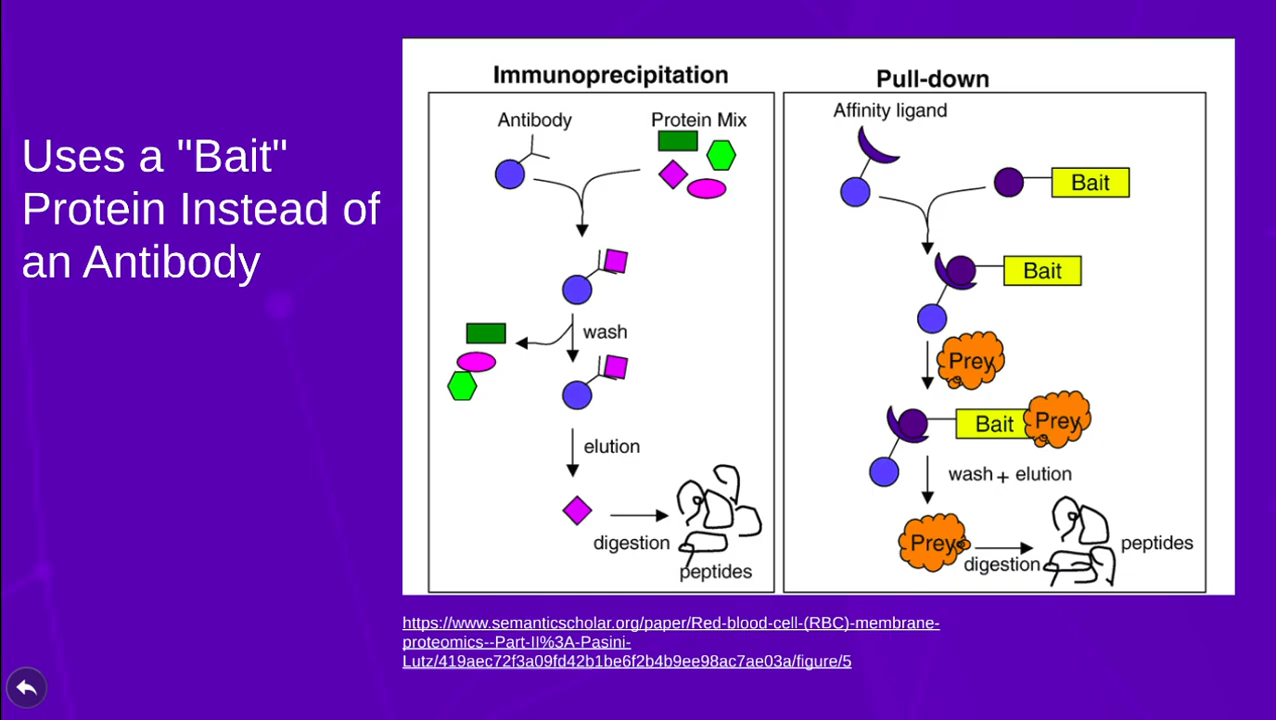 Uses a "Bait"
Protein Instead of
an Antibody
Immunoprecipitation
Antibody
Protein Mix
wash
elution
digestion
peptides
Pull-down
Affinity ligand
Bait
Bait
Prey
Bait
Prey
wash + elution
Prey
digestion
peptides
https://www.semanticscholar.org/paper/Red-blood-cell-(RBC)-membrane-
proteomics--Part-II%3A-Pasini-
Lutz/419aec72f3a09fd42b1be6f2b4b9ee98ac7ae03a/figure/5